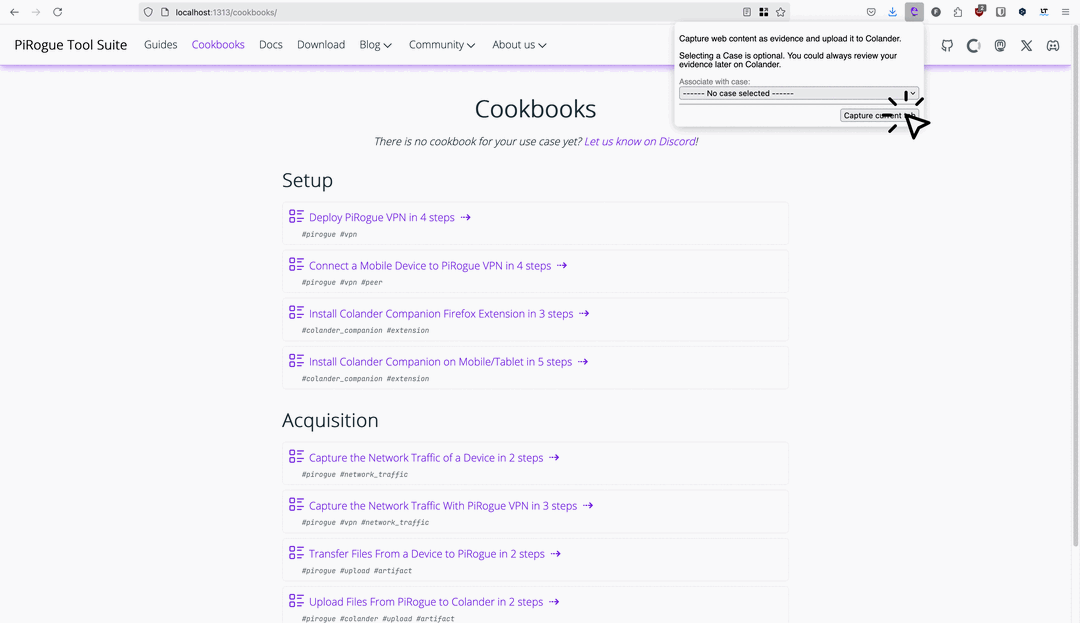 localhost:1313/cookbooks/
2
LT
PiRogue Tool Suite
Guides
Cookbooks
Docs
Download
Blog
Community
About us
Capture web content as evidence and upload it to Colander.
Selecting a Case is optional. You could always review your
evidence later on Colander.
Associate with case:
------ No case selected ------
Capture current tab
Cookbooks
There is no cookbook for your use case yet? Let us know on Discord!
Setup
Deploy PiRogue VPN in 4 steps ⇢
#pirogue #vpn
Connect a Mobile Device to PiRogue VPN in 4 steps ⇢
#pirogue #vpn #peer
Install Colander Companion Firefox Extension in 3 steps ⇢
#colander_companion #extension
Install Colander Companion on Mobile/Tablet in 5 steps ⇢
#colander_companion #extension
Acquisition
Capture the Network Traffic of a Device in 2 steps ⇢
#pirogue #network_traffic
Capture the Network Traffic With PiRogue VPN in 3 steps ⇢
#pirogue #vpn #network_traffic
Transfer Files From a Device to PiRogue in 2 steps ⇢
#pirogue #upload #artifact
Upload Files From PiRogue to Colander in 2 steps ⇢
#pirogue #colander #upload #artifact